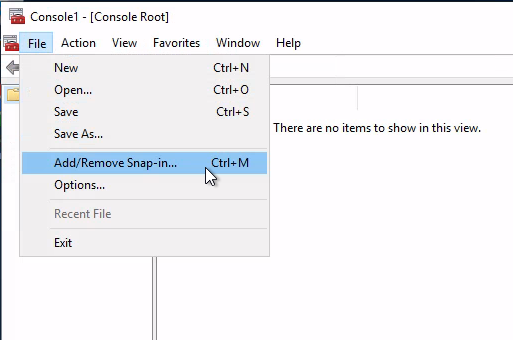 Console1 - [Console Root]
File Action View Favorites Window Help
New Ctrl+N
Open... Ctrl+O
Save Ctrl+S
Save As...
There are no items to show in this view.
Add/Remove Snap-in... Ctrl+M
Options...
Recent File
Exit